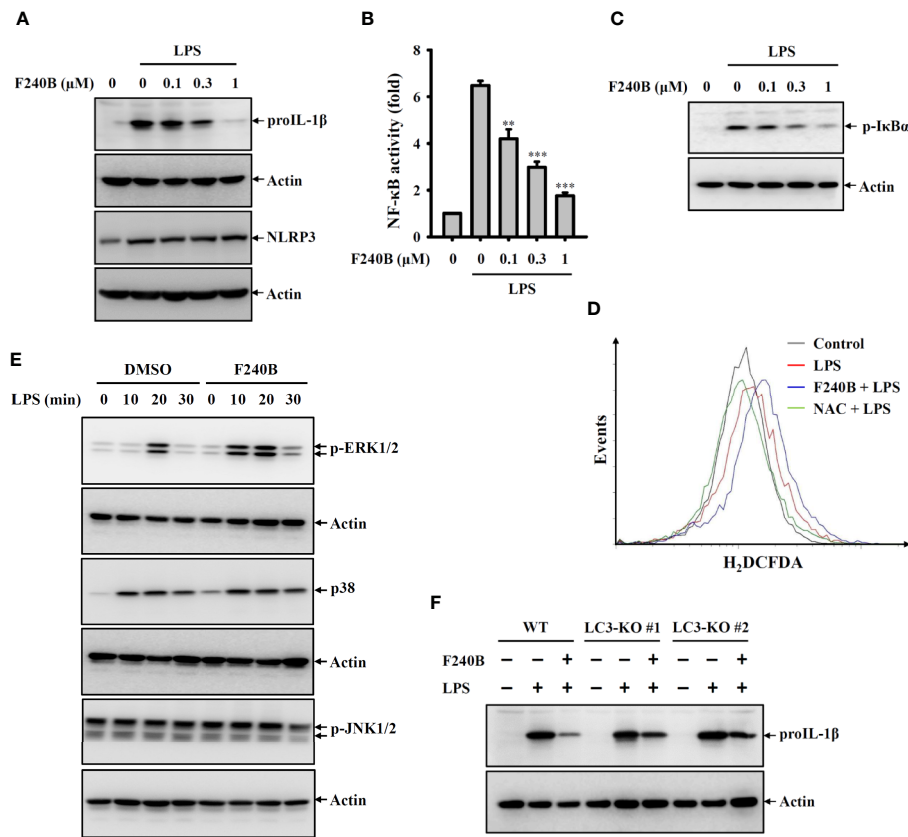 A
LPS
F240B (μM) 0 0 0.1 0.3 1
proIL-1β
Actin
NLRP3
Actin
B
NF-κB activity (fold)
8
6
4
2
0
**
***
***
F240B (μM) 0 0 0.1 0.3 1
LPS
C
LPS
F240B (μM) 0 0 0.1 0.3 1
p-IκBα
Actin
D
Control
LPS
F240B + LPS
NAC + LPS
Events
H₂DCFDA
E
DMSO F240B
LPS (min) 0 10 20 30 0 10 20 30
p-ERK1/2
Actin
p38
Actin
p-JNK1/2
Actin
F
WT LC3-KO #1 LC3-KO #2
F240B – – + – – + – – +
LPS – + + – + + – + +
proIL-1β
Actin